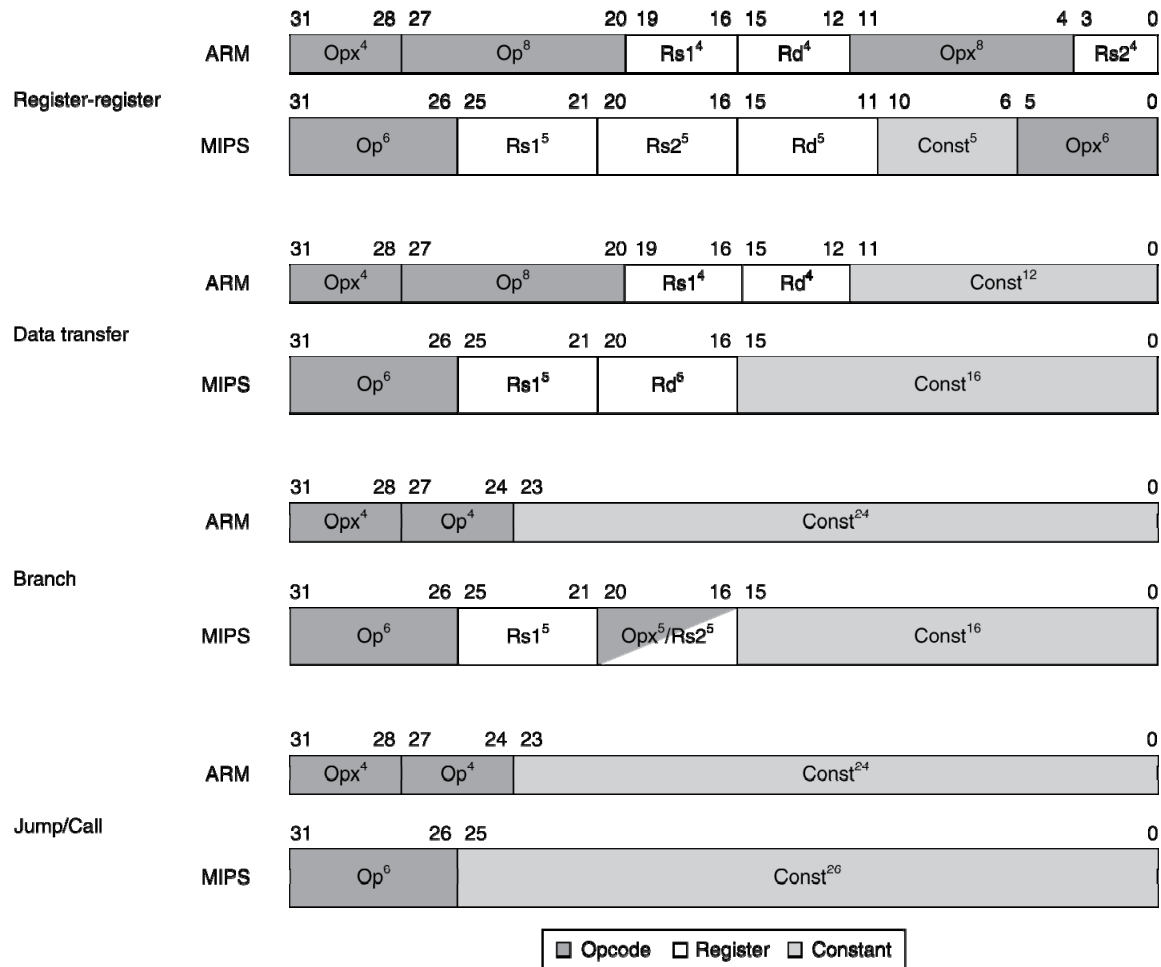 31 28 27 20 19 16 15 12 11 4 3 0
ARM Opx⁴ Op⁸ Rs1⁴ Rd⁴ Opx⁸ Rs2⁴
Register-register
31 26 25 21 20 16 15 11 10 6 5 0
MIPS Op⁶ Rs1⁵ Rs2⁵ Rd⁵ Const⁵ Opx⁶
31 28 27 20 19 16 15 12 11 0
ARM Opx⁴ Op⁸ Rs1⁴ Rd⁴ Const¹²
Data transfer
31 26 25 21 20 16 15 0
MIPS Op⁶ Rs1⁵ Rd⁵ Const¹⁶
31 28 27 24 23 0
ARM Opx⁴ Op⁴ Const²⁴
Branch
31 26 25 21 20 16 15 0
MIPS Op⁶ Rs1⁵ Opx⁵/Rs2⁵ Const¹⁶
31 28 27 24 23 0
ARM Opx⁴ Op⁴ Const²⁴
Jump/Call
31 26 25 0
MIPS Op⁶ Const²⁶
Opcode Register Constant